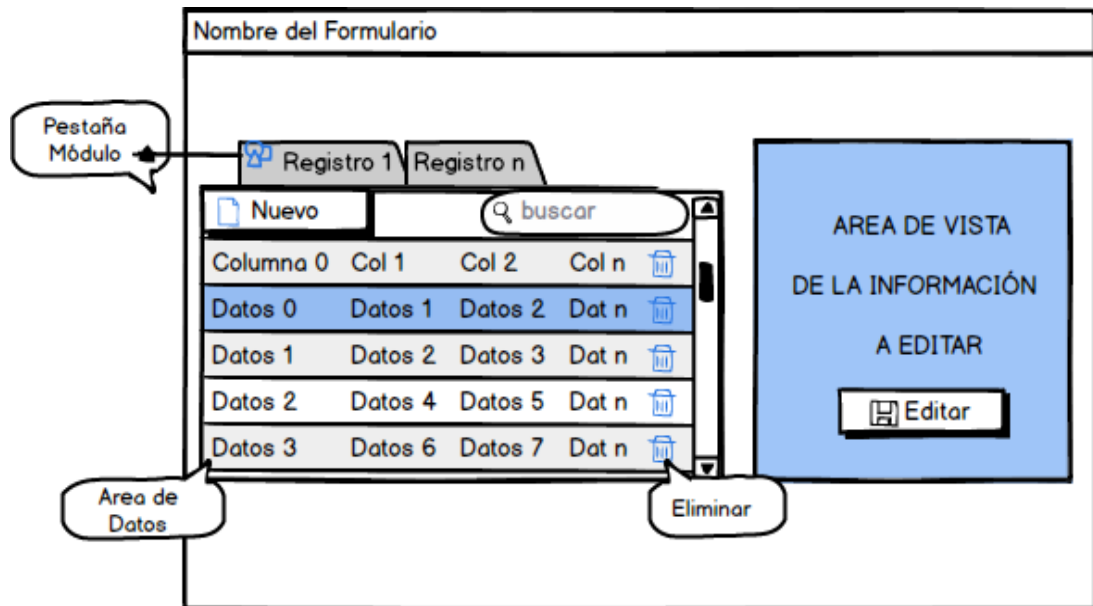 Nombre del Formulario
Pestaña
Módulo
Registro 1 Registro n
Nuevo buscar
Columna 0 Col 1 Col 2 Col n
Datos 0 Datos 1 Datos 2 Dat n
Datos 1 Datos 2 Datos 3 Dat n
Datos 2 Datos 4 Datos 5 Dat n
Datos 3 Datos 6 Datos 7 Dat n
Area de
Datos
Eliminar
AREA DE VISTA
DE LA INFORMACIÓN
A EDITAR
Editar